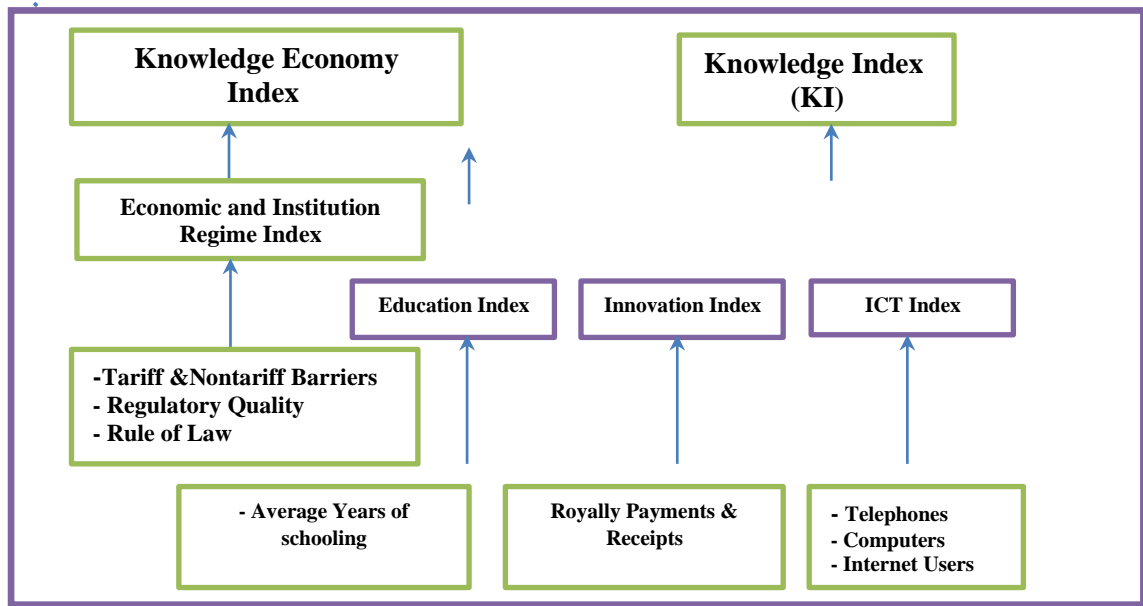 Knowledge Economy
Index
Knowledge Index
(KI)
Economic and Institution
Regime Index
Education Index
Innovation Index
ICT Index
-Tariff &Nontariff Barriers
- Regulatory Quality
- Rule of Law
- Average Years of
schooling
Royally Payments &
Receipts
- Telephones
- Computers
- Internet Users